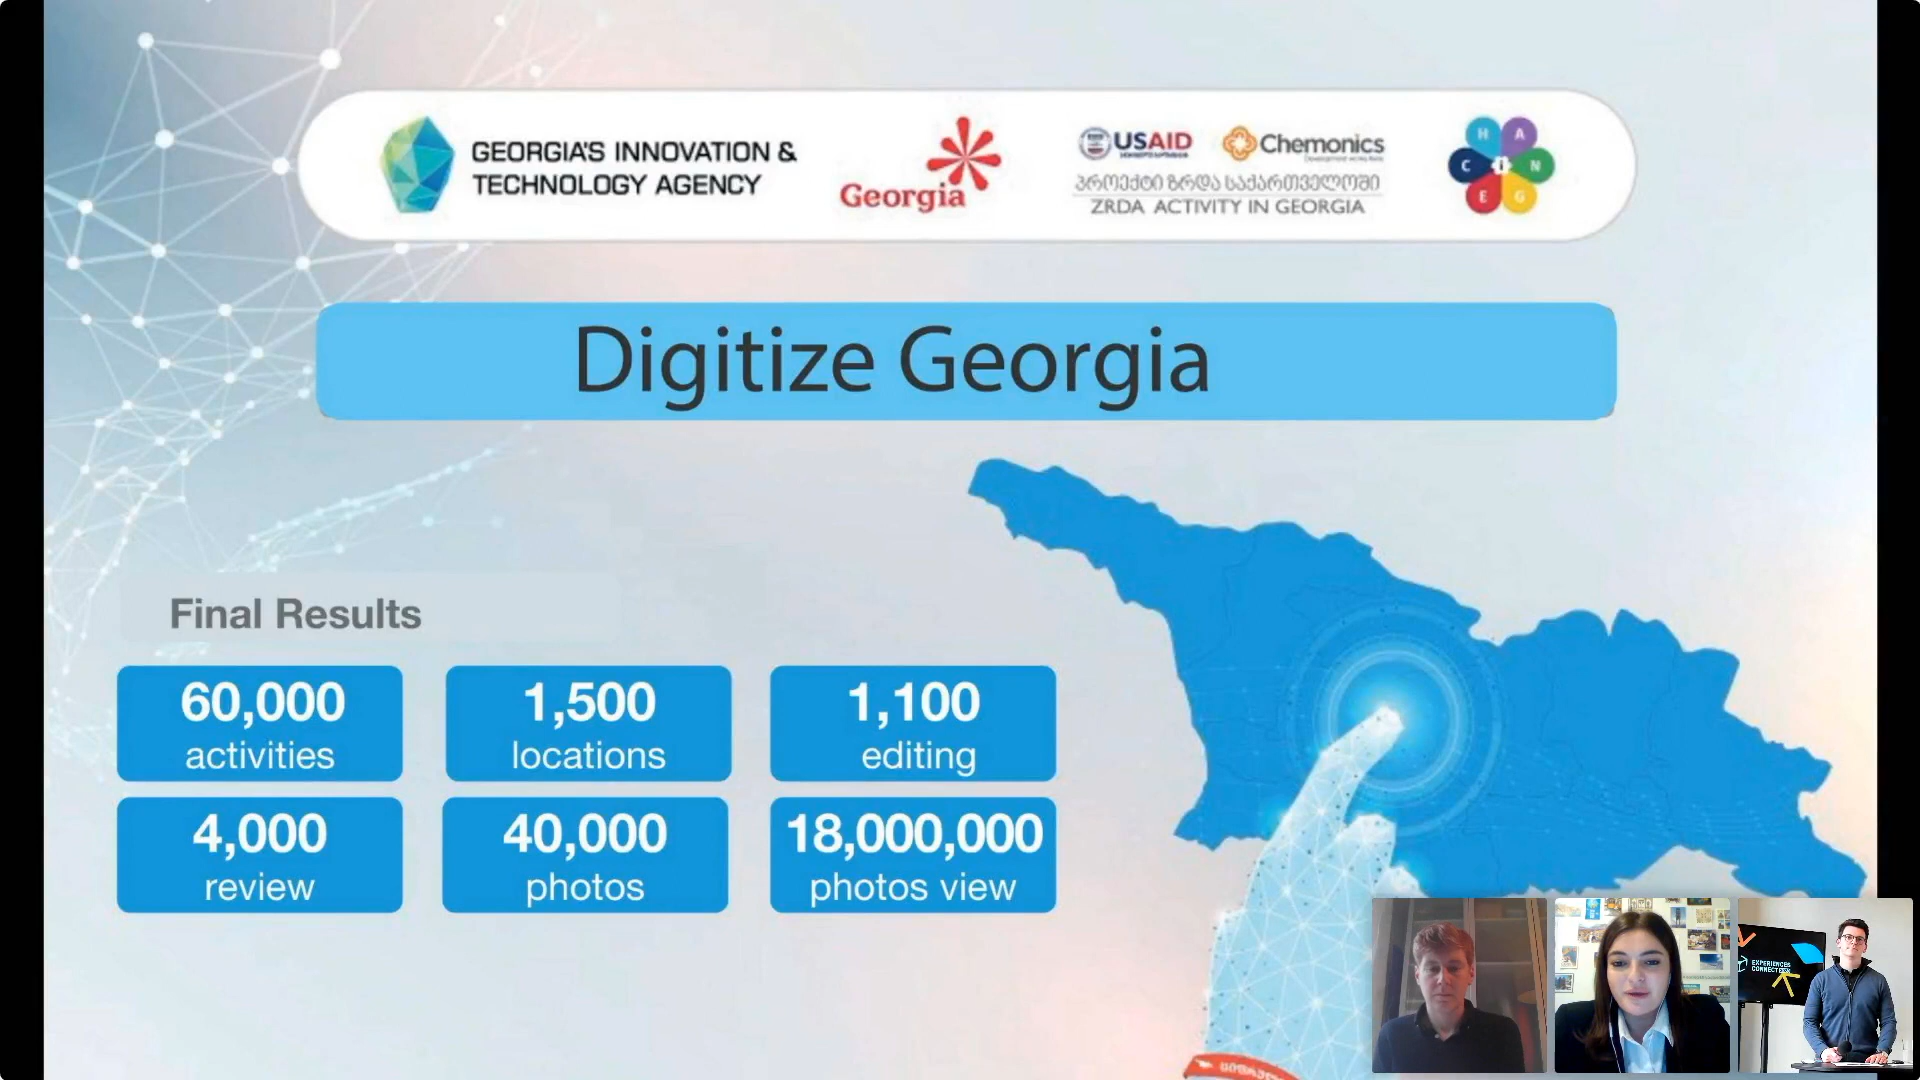 GEORGIA'S INNOVATION &
TECHNOLOGY AGENCY
Georgia
USAID
Chemonics
პროექტი ზრდა საქართველოში
ZRDA ACTIVITY IN GEORGIA
H A
C N
E G
Digitize Georgia
Final Results
60,000
activities
1,500
locations
1,100
editing
4,000
review
40,000
photos
18,000,000
photos view
EXPERIENCES